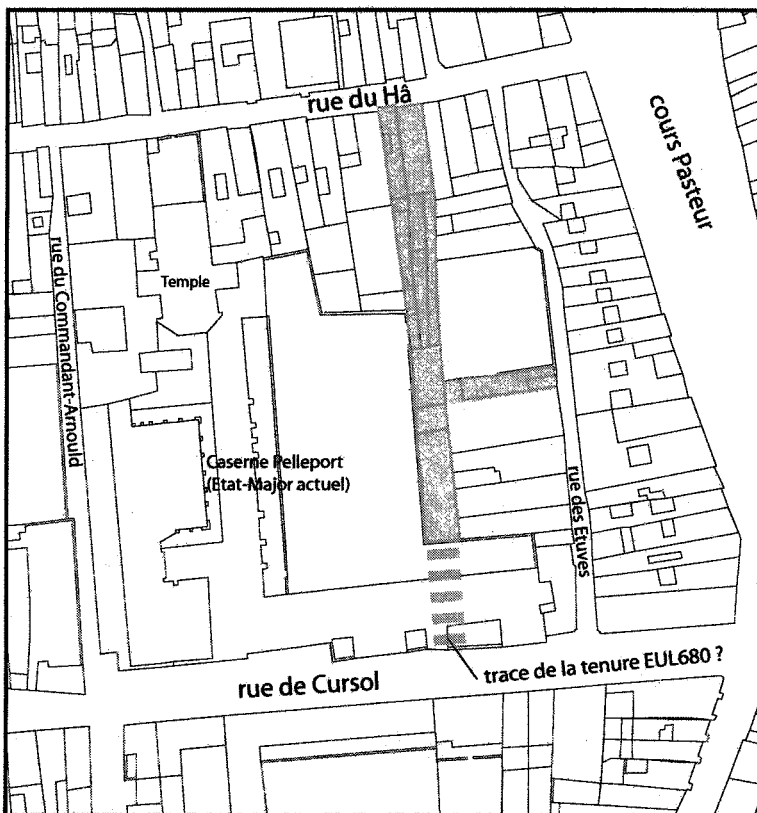 rue du Hâ
cours Pasteur
rue du Commandant-Arnould
Temple
Caserne Pelleport
(Etat-Major actuel)
rue des Etuves
trace de la tenure EUL680 ?
rue de Cursol